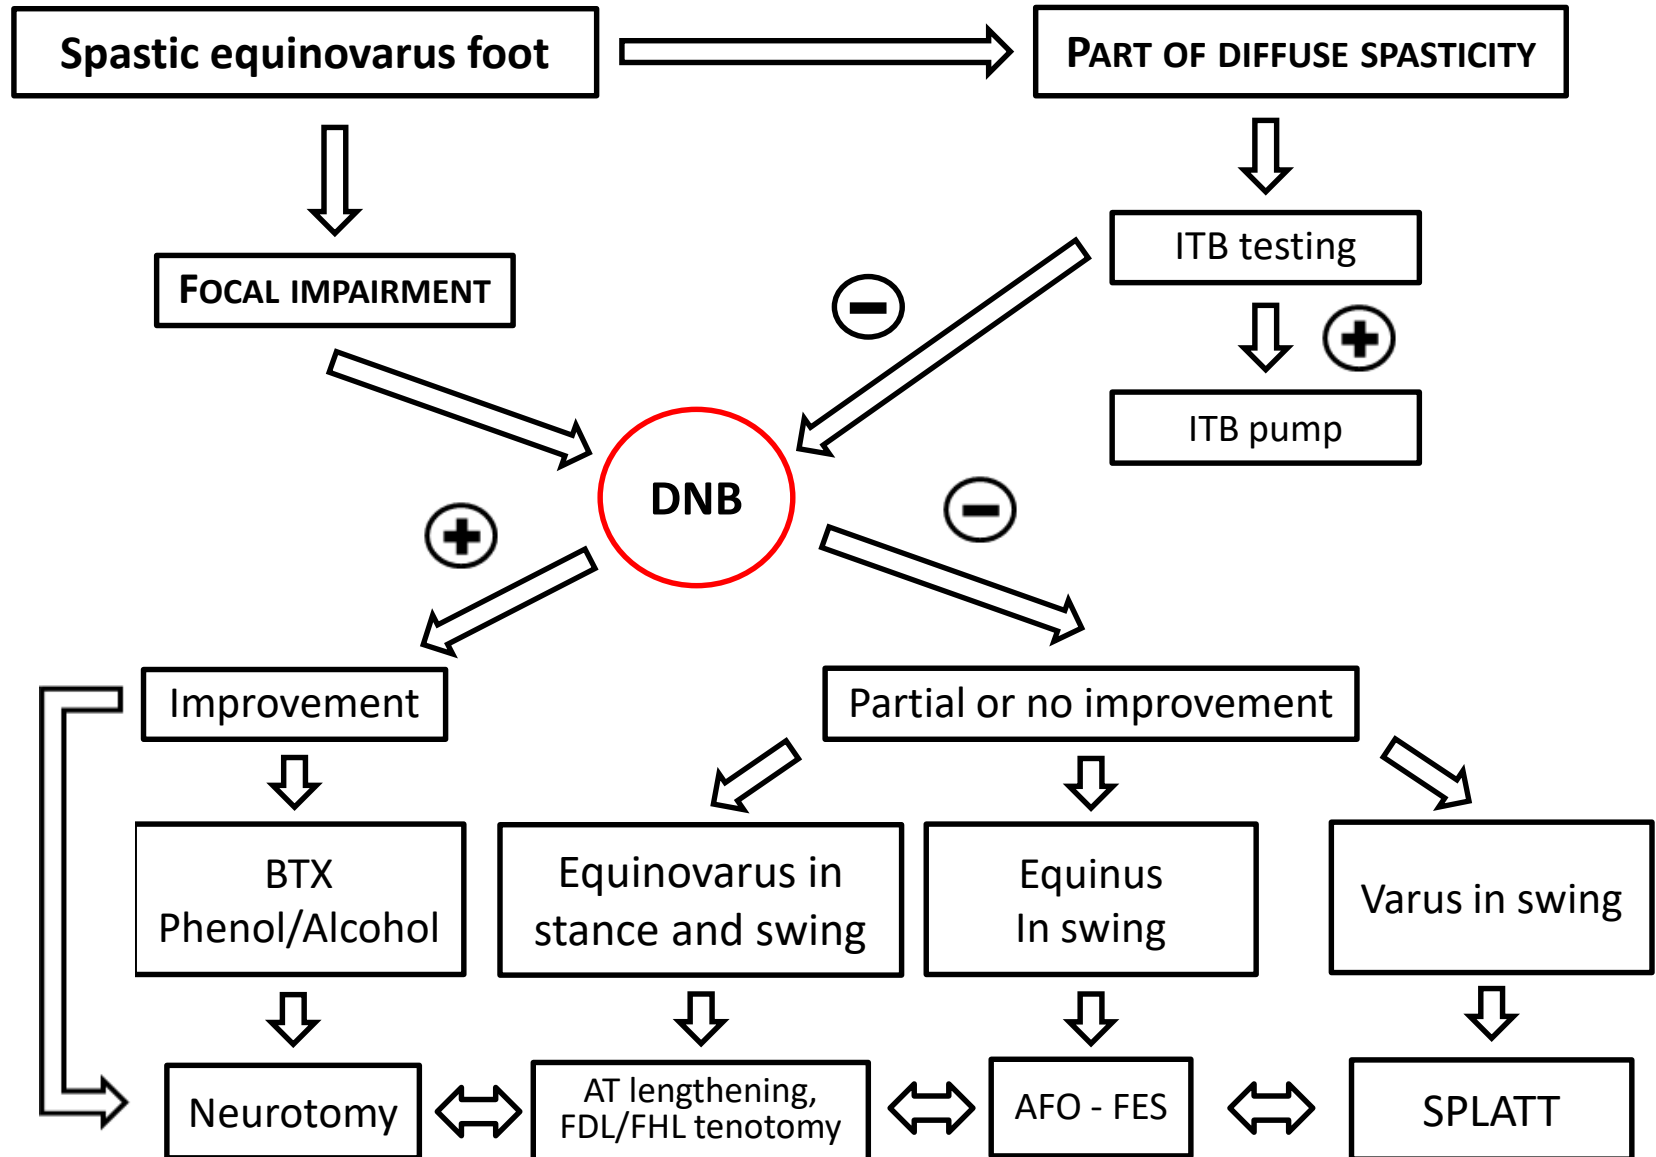 Spastic equinovarus foot
PART OF DIFFUSE SPASTICITY
ITB testing
FOCAL IMPAIRMENT
ITB pump
DNB
Improvement
Partial or no improvement
BTX
Phenol/Alcohol
Equinovarus in
stance and swing
Equinus
In swing
Varus in swing
Neurotomy
AT lengthening,
FDL/FHL tenotomy
AFO - FES
SPLATT